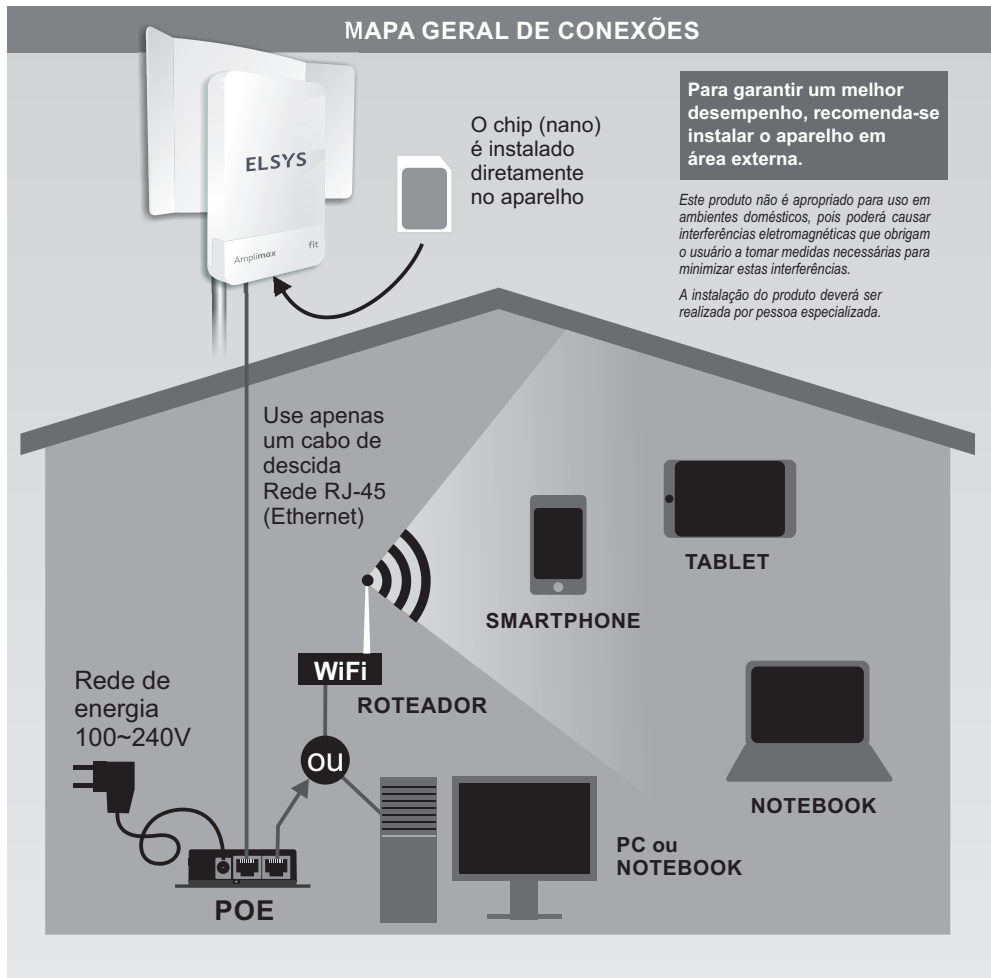 MAPA GERAL DE CONEXÕES
ELSYS
Amplimax
fit
O chip (nano)
é instalado
diretamente
no aparelho
Para garantir um melhor
desempenho, recomenda-se
instalar o aparelho em
área externa.
Este produto não é apropriado para uso em
ambientes domésticos, pois poderá causar
interferências eletromagnéticas que obrigam
o usuário a tomar medidas necessárias para
minimizar estas interferências.
A instalação do produto deverá ser
realizada por pessoa especializada.
Use apenas
um cabo de
descida
Rede RJ-45
(Ethernet)
TABLET
SMARTPHONE
WiFi
ROTEADOR
Rede de
energia
100~240V
ou
NOTEBOOK
PC ou
NOTEBOOK
POE